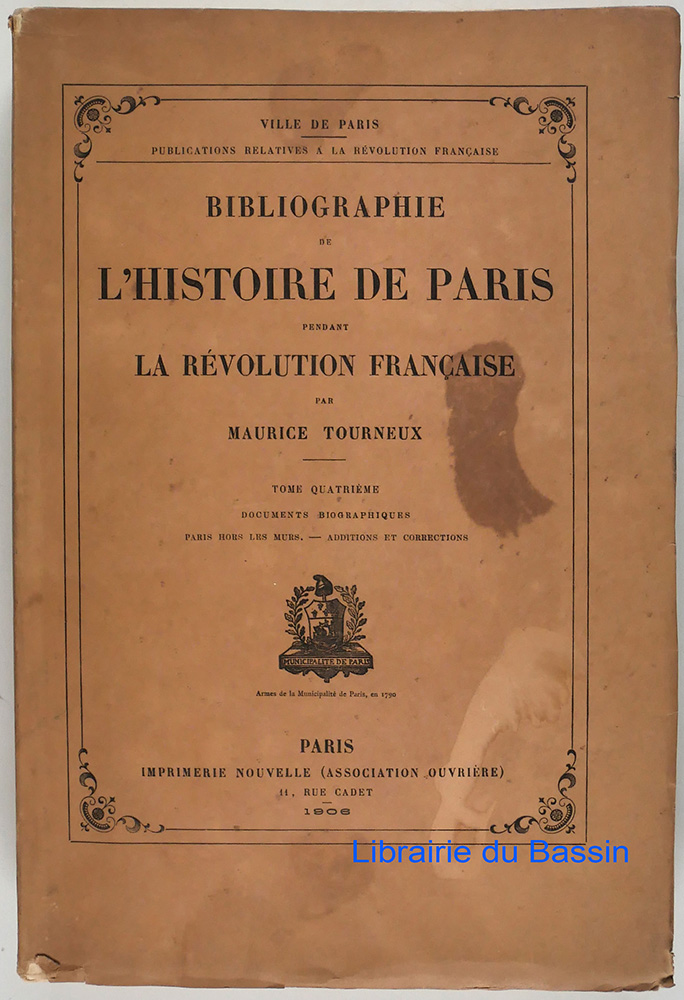 VILLE DE PARIS
PUBLICATIONS RELATIVES A LA RÉVOLUTION FRANÇAISE
BIBLIOGRAPHIE
DE
L'HISTOIRE DE PARIS
PENDANT
LA RÉVOLUTION FRANÇAISE
PAR
MAURICE TOURNEUX
TOME QUATRIÈME
DOCUMENTS BIOGRAPHIQUES
PARIS HORS LES MURS. — ADDITIONS ET CORRECTIONS
MUNICIPALITÉ DE PARIS
Armes de la Municipalité de Paris, en 1790
PARIS
IMPRIMERIE NOUVELLE (ASSOCIATION OUVRIÈRE)
11, RUE CADET
1906
Librairie du Bassin